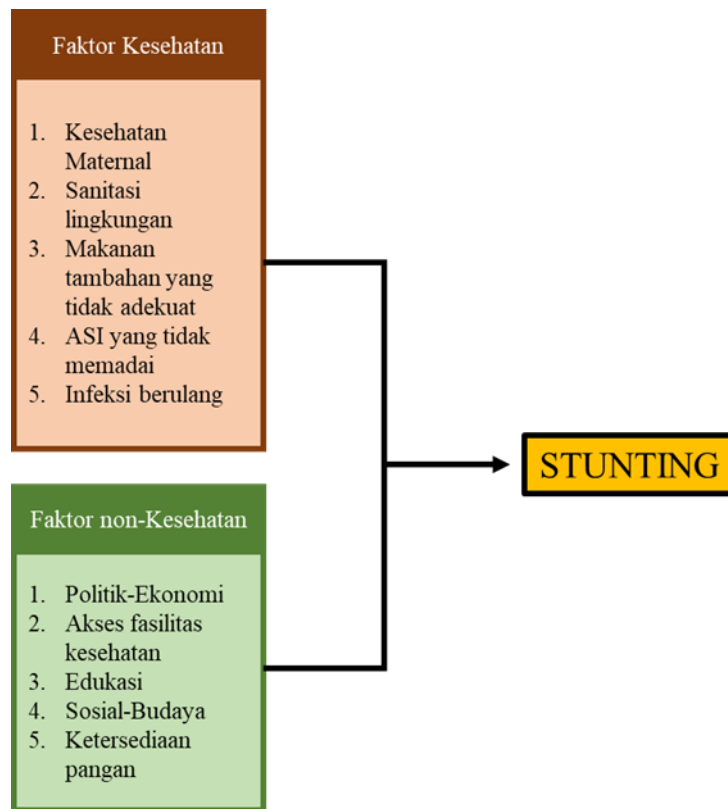 Faktor Kesehatan
1. Kesehatan
Maternal
2. Sanitasi
lingkungan
3. Makanan
tambahan yang
tidak adekuat
4. ASI yang tidak
memadai
5. Infeksi berulang
STUNTING
Faktor non-Kesehatan
1. Politik-Ekonomi
2. Akses fasilitas
kesehatan
3. Edukasi
4. Sosial-Budaya
5. Ketersediaan
pangan